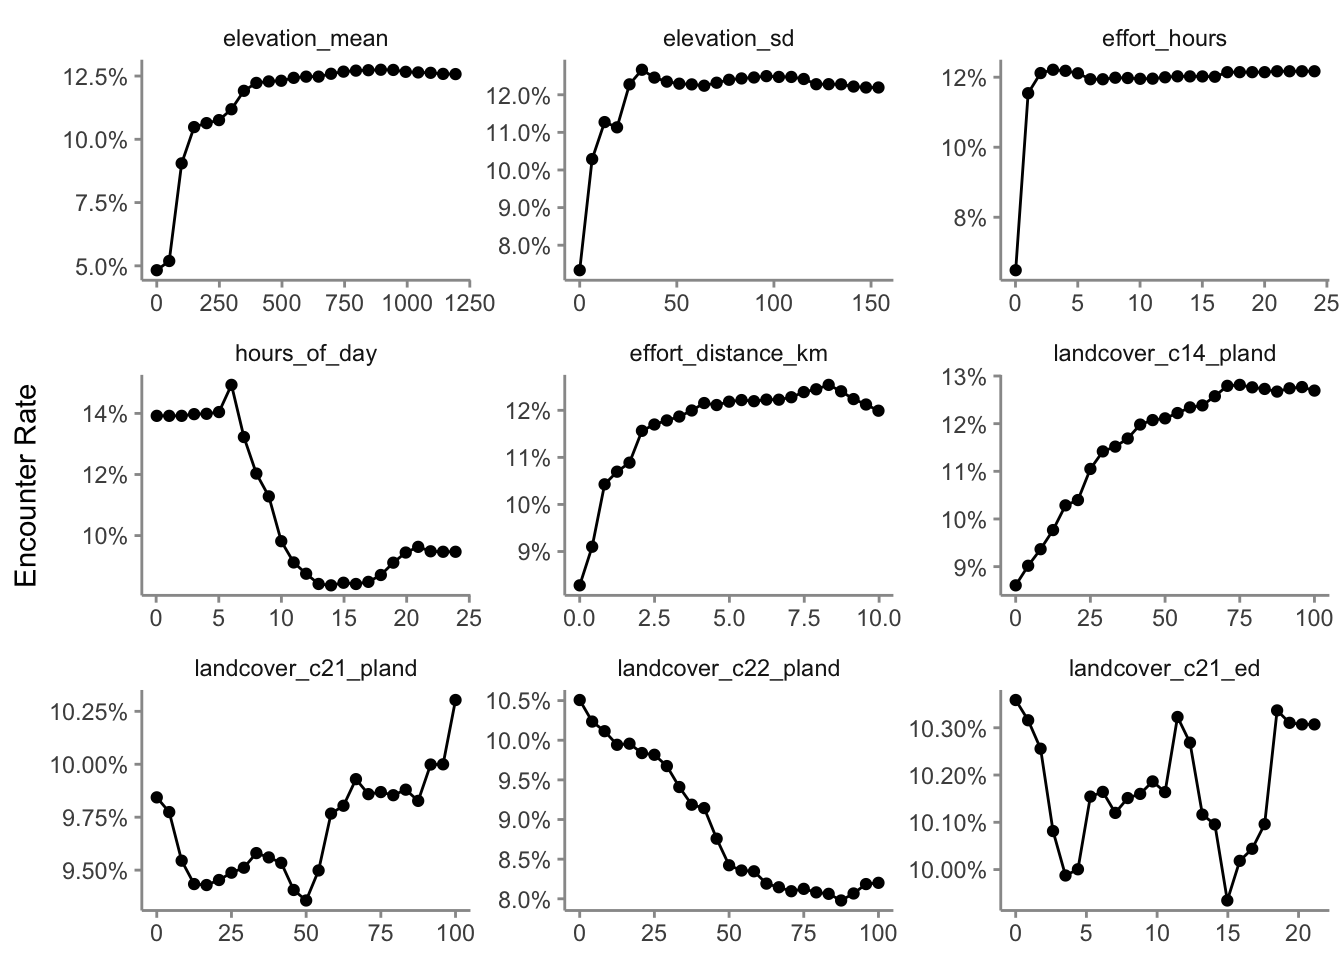 elevation_mean
12.5%
10.0%
7.5%
5.0%
0 250 500 750 1000 1250
elevation_sd
12.0%
11.0%
10.0%
9.0%
8.0%
0 50 100 150
effort_hours
12%
10%
8%
0 5 10 15 20 25
Encounter Rate
hours_of_day
14%
12%
10%
0 5 10 15 20 25
effort_distance_km
12%
11%
10%
9%
0.0 2.5 5.0 7.5 10.0
landcover_c14_pland
13%
12%
11%
10%
9%
0 25 50 75 100
landcover_c21_pland
10.25%
10.00%
9.75%
9.50%
0 25 50 75 100
landcover_c22_pland
10.5%
10.0%
9.5%
9.0%
8.5%
8.0%
0 25 50 75 100
landcover_c21_ed
10.30%
10.20%
10.10%
10.00%
0 5 10 15 20